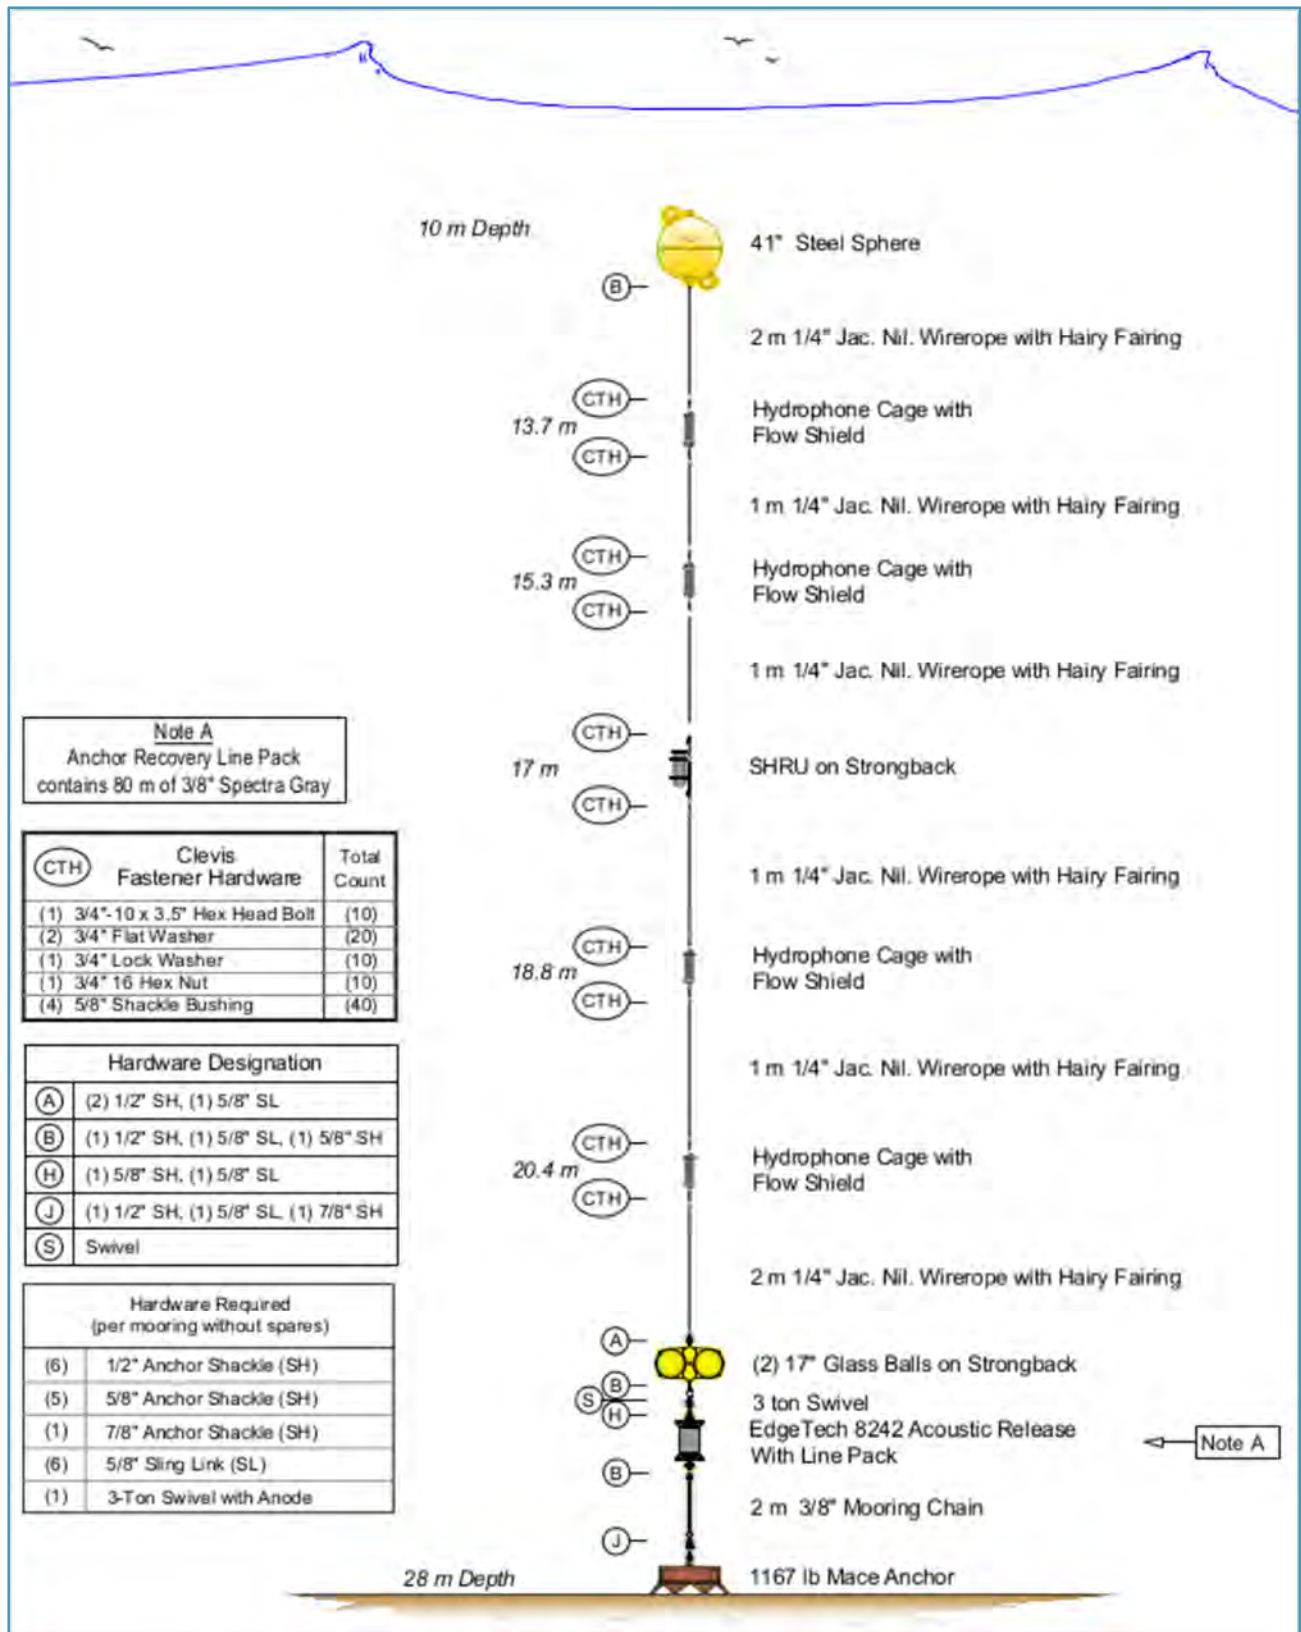 10 m Depth
41" Steel Sphere
B
2 m 1/4" Jac. Nil. Wirerope with Hairy Fairing
CTH
13.7 m
Hydrophone Cage with
Flow Shield
CTH
1 m 1/4" Jac. Nil. Wirerope with Hairy Fairing
CTH
15.3 m
Hydrophone Cage with
Flow Shield
CTH
1 m 1/4" Jac. Nil. Wirerope with Hairy Fairing
CTH
17 m
SHRU on Strongback
CTH
1 m 1/4" Jac. Nil. Wirerope with Hairy Fairing
CTH
18.8 m
Hydrophone Cage with
Flow Shield
CTH
1 m 1/4" Jac. Nil. Wirerope with Hairy Fairing
CTH
20.4 m
Hydrophone Cage with
Flow Shield
CTH
2 m 1/4" Jac. Nil. Wirerope with Hairy Fairing
A
(2) 17" Glass Balls on Strongback
B
S
3 ton Swivel
H
EdgeTech 8242 Acoustic Release
With Line Pack
Note A
B
2 m 3/8" Mooring Chain
J
28 m Depth
1167 lb Mace Anchor
Note A
Anchor Recovery Line Pack
contains 80 m of 3/8" Spectra Gray
CTH Clevis Fastener Hardware Total Count
(1) 3/4"-10 x 3.5" Hex Head Bolt (10)
(2) 3/4" Flat Washer (20)
(1) 3/4" Lock Washer (10)
(1) 3/4" 16 Hex Nut (10)
(4) 5/8" Shackle Bushing (40)
Hardware Designation
A (2) 1/2" SH, (1) 5/8" SL
B (1) 1/2" SH, (1) 5/8" SL, (1) 5/8" SH
H (1) 5/8" SH, (1) 5/8" SL
J (1) 1/2" SH, (1) 5/8" SL, (1) 7/8" SH
S Swivel
Hardware Required
(per mooring without spares)
(6) 1/2" Anchor Shackle (SH)
(5) 5/8" Anchor Shackle (SH)
(1) 7/8" Anchor Shackle (SH)
(6) 5/8" Sling Link (SL)
(1) 3-Ton Swivel with Anode